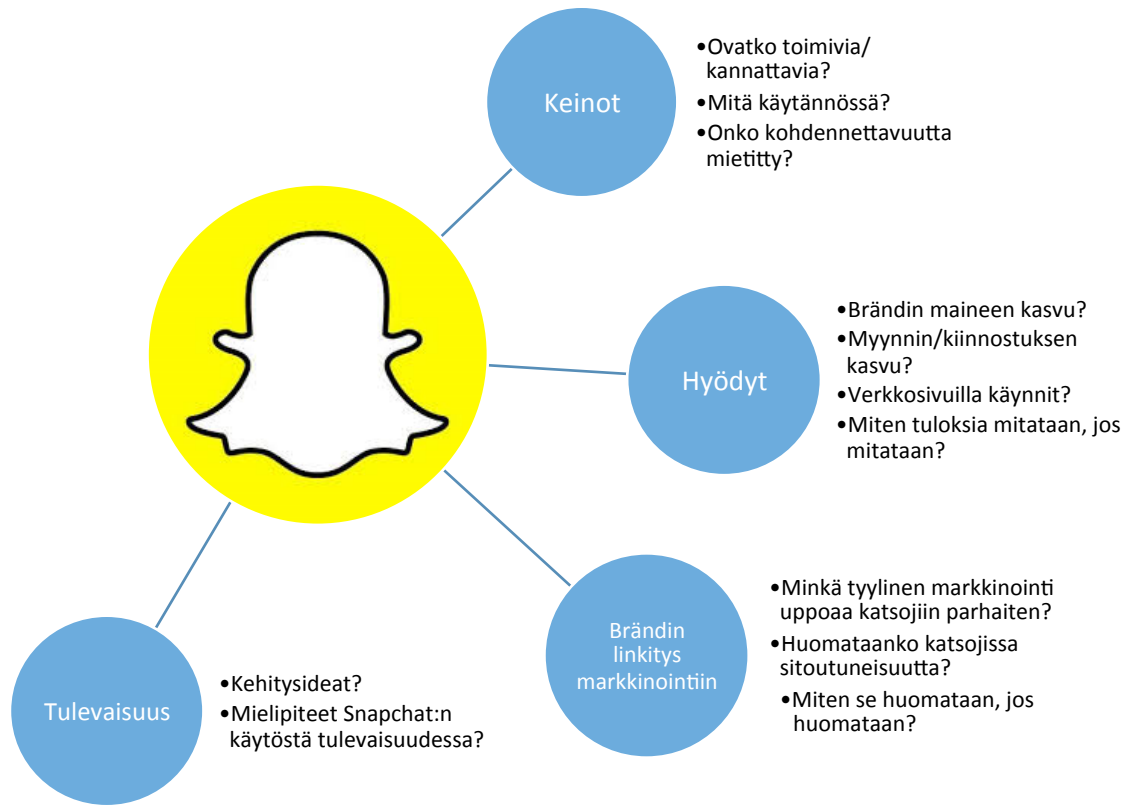 Keinot
•Ovatko toimivia/
kannattavia?
•Mitä käytännössä?
•Onko kohdennettavuutta
mietitty?
Hyödyt
•Brändin maineen kasvu?
•Myynnin/kiinnostuksen
kasvu?
•Verkkosivuilla käynnit?
•Miten tuloksia mitataan, jos
mitataan?
Brändin
linkitys
markkinointiin
•Minkä tyylinen markkinointi
uppoaa katsojiin parhaiten?
•Huomataanko katsojissa
sitoutuneisuutta?
•Miten se huomataan, jos
huomataan?
Tulevaisuus
•Kehitysideat?
•Mielipiteet Snapchat:n
käytöstä tulevaisuudessa?